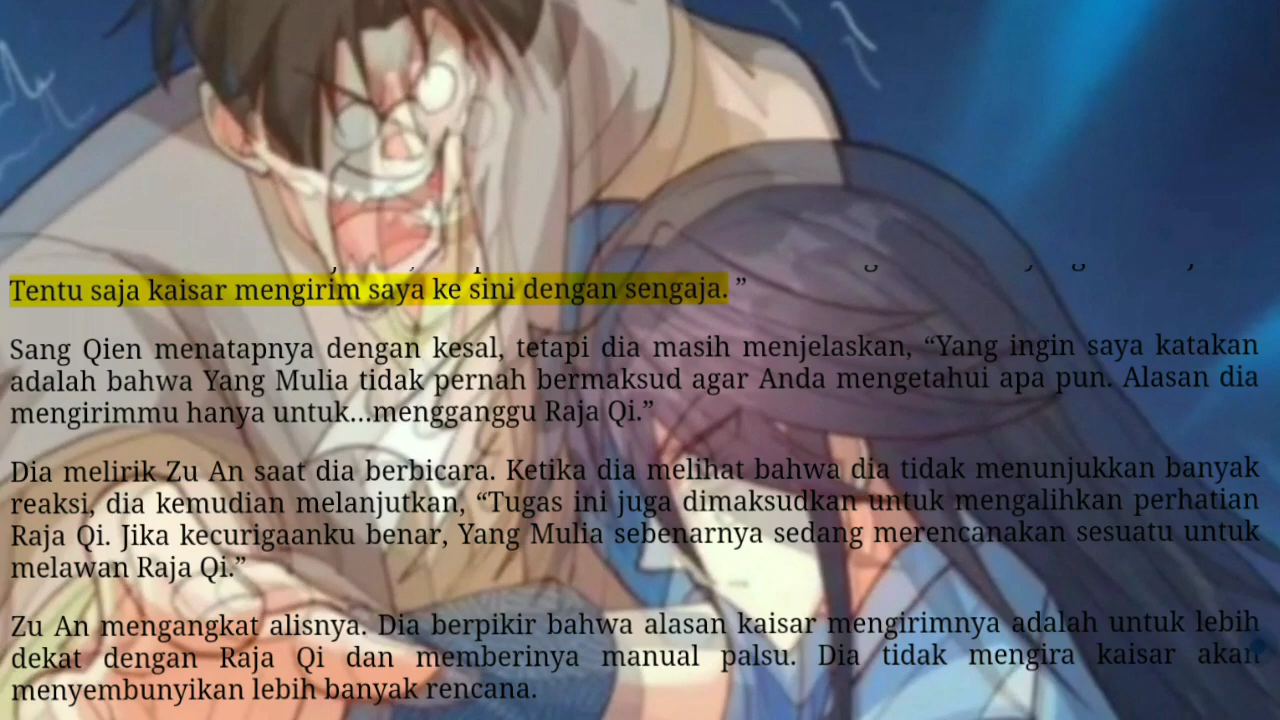 Tentu saja kaisar mengirim saya ke sini dengan sengaja. ”
Sang Qien menatapnya dengan kesal, tetapi dia masih menjelaskan, “Yang ingin saya katakan
adalah bahwa Yang Mulia tidak pernah bermaksud agar Anda mengetahui apa pun. Alasan dia
mengirimmu hanya untuk…mengganggu Raja Qi.”
Dia melirik Zu An saat dia berbicara. Ketika dia melihat bahwa dia tidak menunjukkan banyak
reaksi, dia kemudian melanjutkan, “Tugas ini juga dimaksudkan untuk mengalihkan perhatian
Raja Qi. Jika kecurigaanku benar, Yang Mulia sebenarnya sedang merencanakan sesuatu untuk
melawan Raja Qi.”
Zu An mengangkat alisnya. Dia berpikir bahwa alasan kaisar mengirimnya adalah untuk lebih
dekat dengan Raja Qi dan memberinya manual palsu. Dia tidak mengira kaisar akan
menyembunyikan lebih banyak rencana.